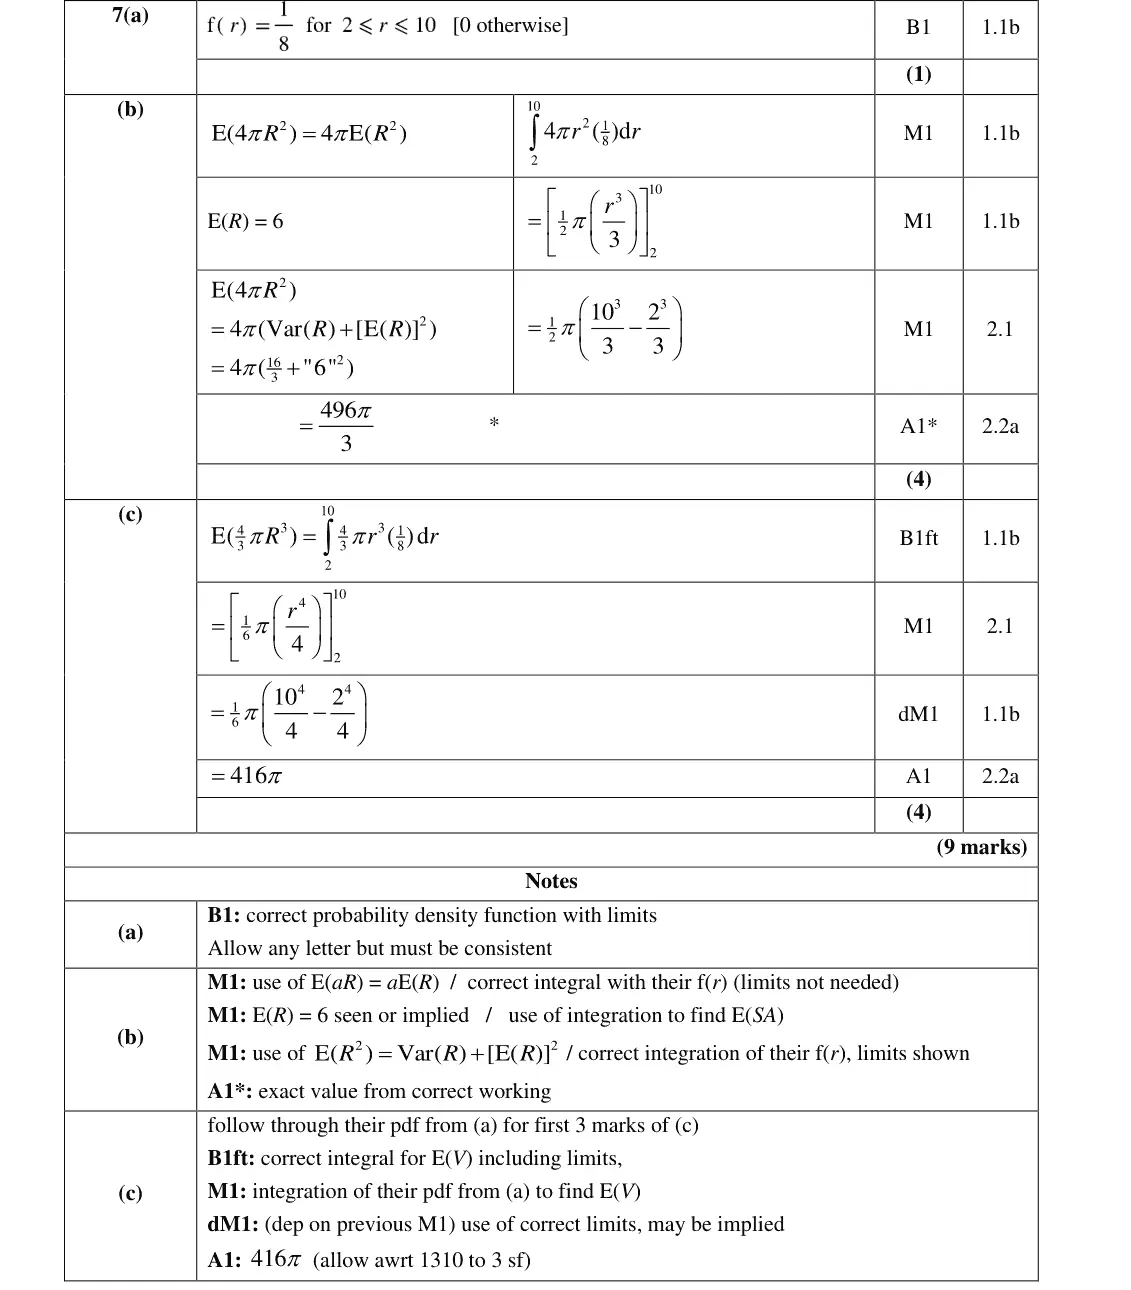 7(a) f( r) = 1/8 for 2 ⩽ r ⩽ 10 [0 otherwise] B1 1.1b
(1)
(b) E(4πR²) = 4πE(R²) ∫₂¹⁰ 4πr²(1/8)dr M1 1.1b
E(R) = 6 = [½π(r³/3)]₂¹⁰ M1 1.1b
E(4πR²)
= 4π(Var(R) + [E(R)]²) = ½π(10³/3 − 2³/3) M1 2.1
= 4π(16/3 + "6"²)
= 496π/3 * A1* 2.2a
(4)
(c) E(4/3 πR³) = ∫₂¹⁰ 4/3 πr³(1/8)dr B1ft 1.1b
= [1/6 π(r⁴/4)]₂¹⁰ M1 2.1
= 1/6 π(10⁴/4 − 2⁴/4) dM1 1.1b
= 416π A1 2.2a
(4)
(9 marks)
Notes
(a) B1: correct probability density function with limits
Allow any letter but must be consistent
(b) M1: use of E(aR) = aE(R) / correct integral with their f(r) (limits not needed)
M1: E(R) = 6 seen or implied / use of integration to find E(SA)
M1: use of E(R²) = Var(R) + [E(R)]² / correct integration of their f(r), limits shown
A1*: exact value from correct working
(c) follow through their pdf from (a) for first 3 marks of (c)
B1ft: correct integral for E(V) including limits,
M1: integration of their pdf from (a) to find E(V)
dM1: (dep on previous M1) use of correct limits, may be implied
A1: 416π (allow awrt 1310 to 3 sf)